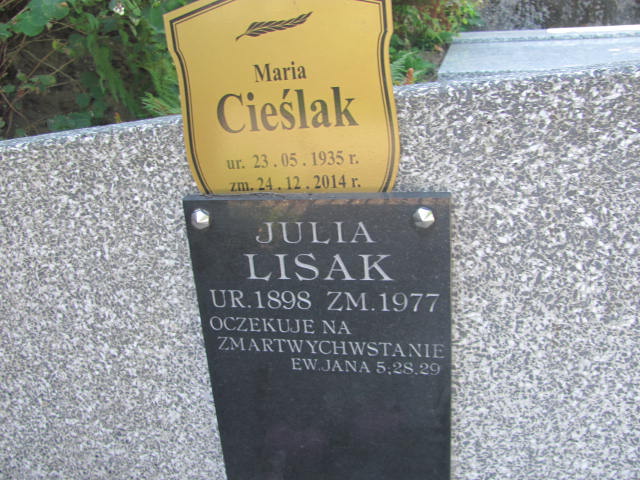 Maria
Cieślak
ur. 23.05.1935 r.
zm. 24.12.2014 r.
JULIA
LISAK
UR.1898 ZM.1977
OCZEKUJE NA
ZMARTWYCHWSTANIE
EW.JANA 5;28.29